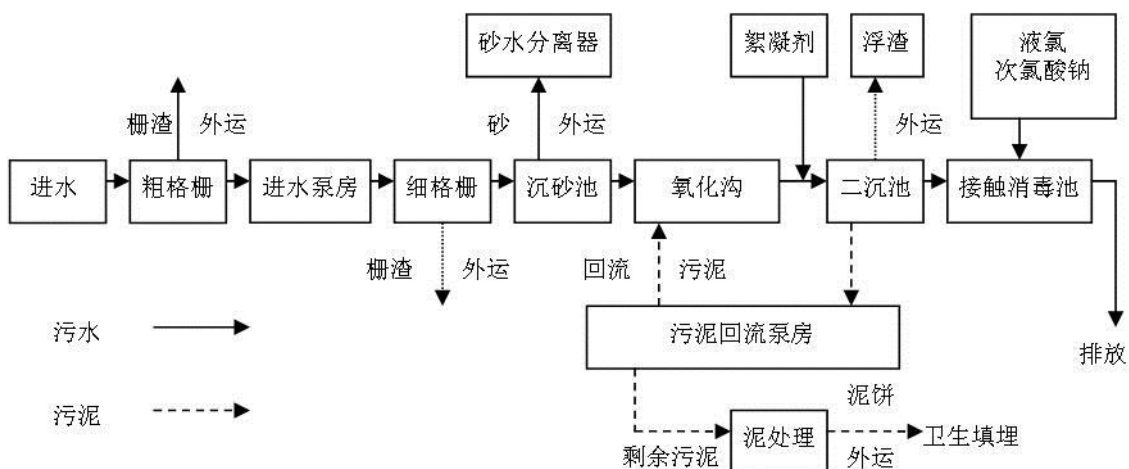 砂水分离器
絮凝剂
浮渣
液氯
次氯酸钠
栅渣 外运
砂 外运
外运
进水
粗格栅
进水泵房
细格栅
沉砂池
氧化沟
二沉池
接触消毒池
栅渣 外运
回流 污泥
污水
污泥回流泵房
排放
污泥
泥饼
剩余污泥
泥处理
外运
卫生填埋